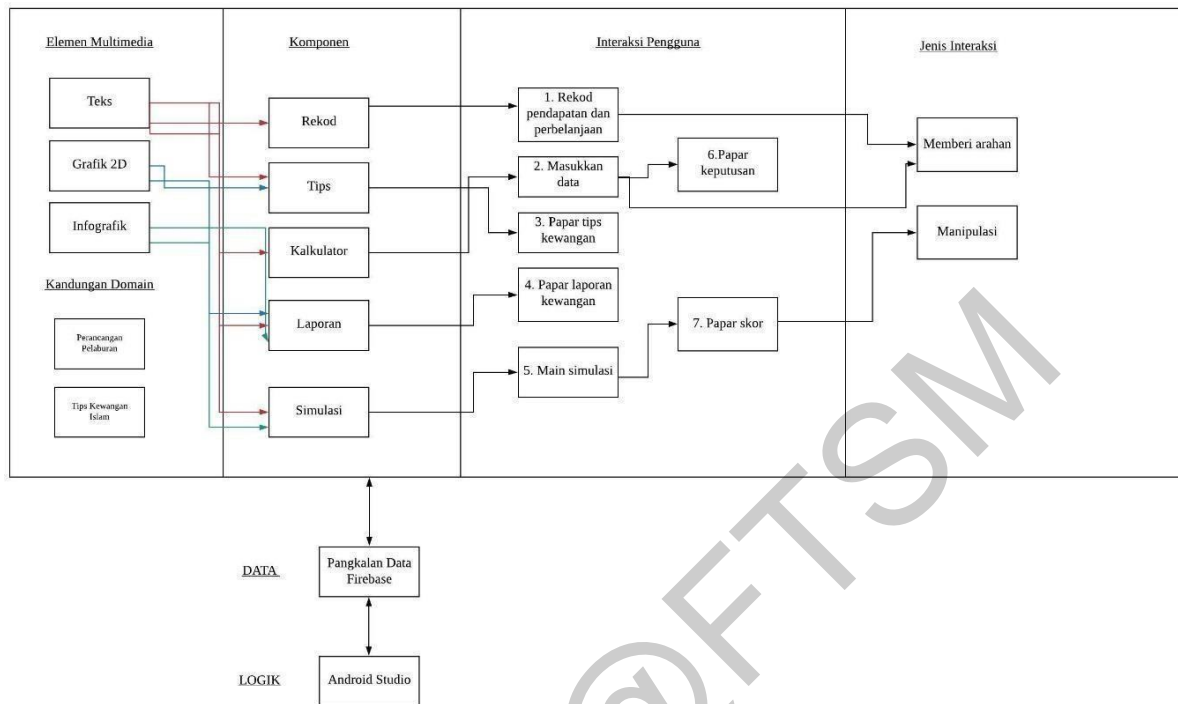 Elemen Multimedia
Teks
Grafik 2D
Infografik
Kandungan Domain
Perancangan
Pelaburan
Tips Kewangan
Islam
Komponen
Rekod
Tips
Kalkulator
Laporan
Simulasi
Interaksi Pengguna
1. Rekod
pendapatan dan
perbelanjaan
2. Masukkan
data
3. Papar tips
kewangan
4. Papar laporan
kewangan
5. Main simulasi
6.Papar
keputusan
7. Papar skor
Jenis Interaksi
Memberi arahan
Manipulasi
DATA
Pangkalan Data
Firebase
LOGIK
Android Studio
@FTSM